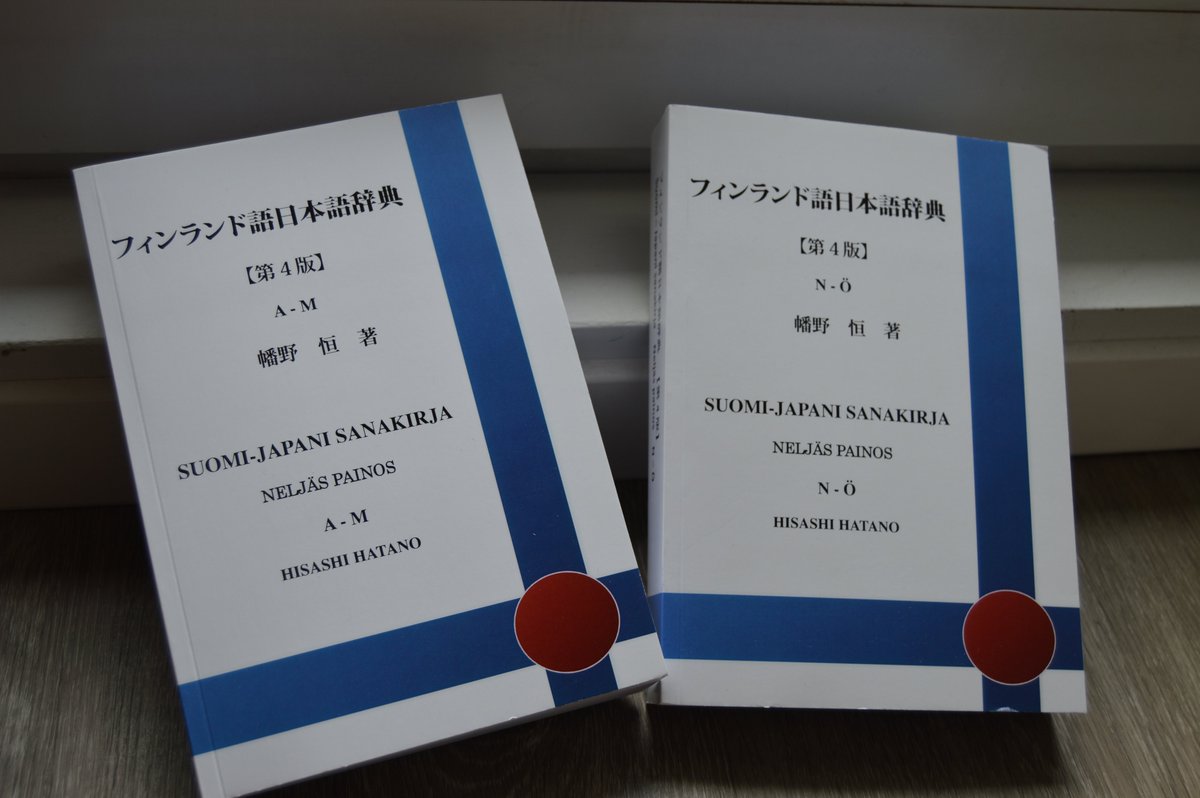 フィンランド語日本語辞典
【第4版】
A - M
幡野 恒 著
SUOMI-JAPANI SANAKIRJA
NELJÄS PAINOS
A - M
HISASHI HATANO
フィンランド語日本語辞典
【第4版】
N - Ö
幡野 恒 著
SUOMI-JAPANI SANAKIRJA
NELJÄS PAINOS
N - Ö
HISASHI HATANO